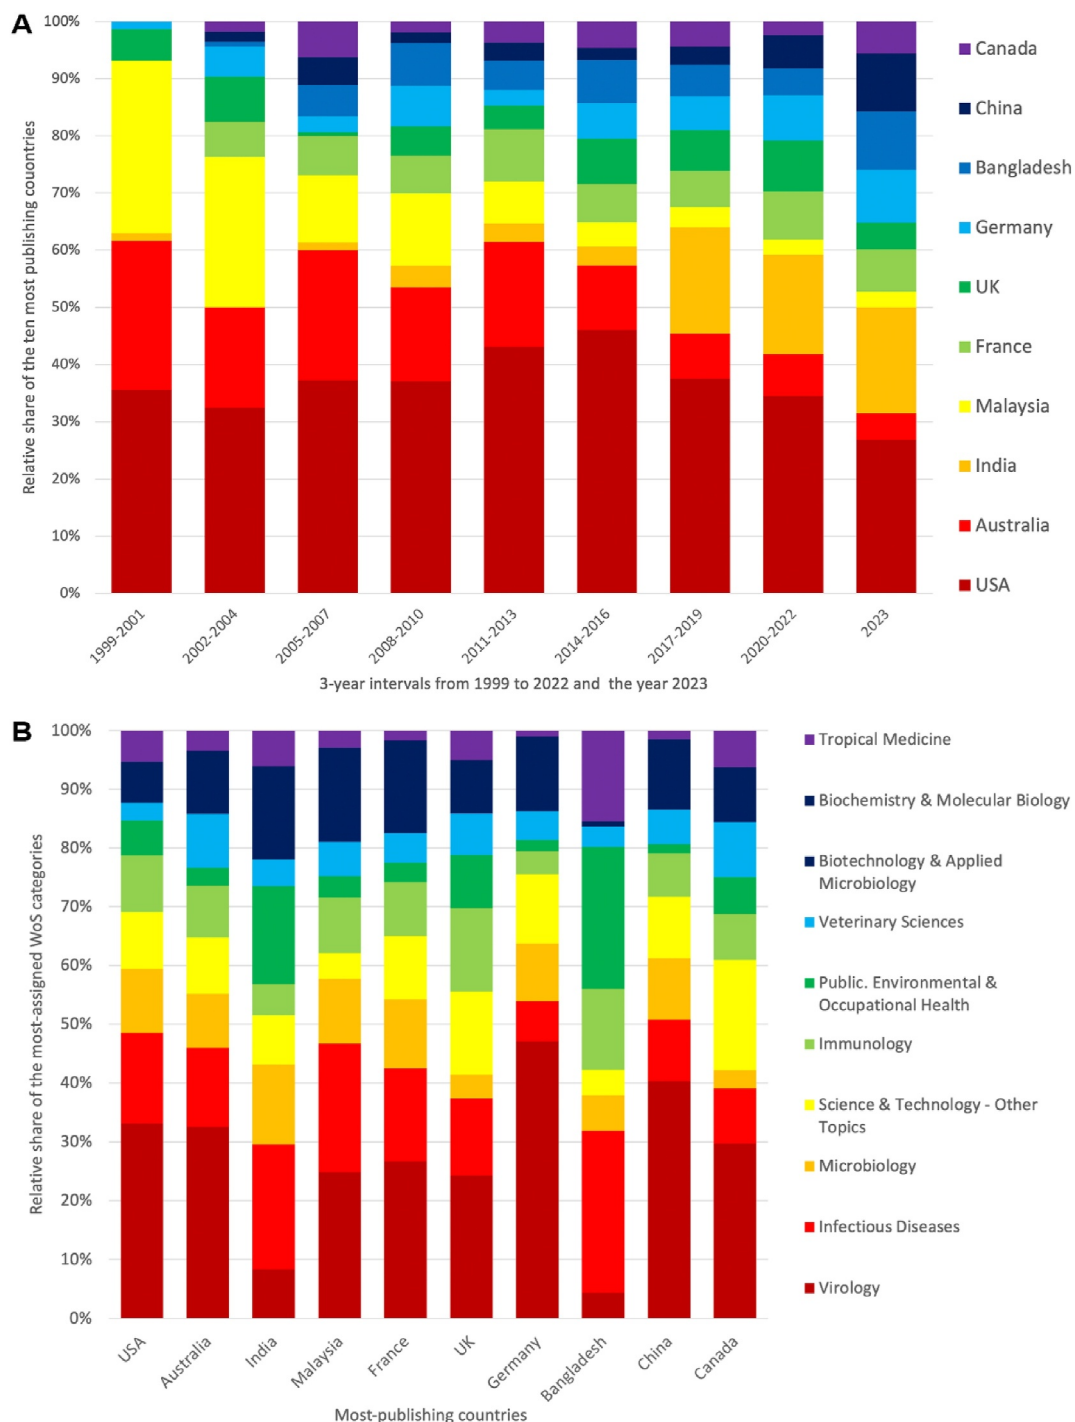 A
100%
90%
80%
70%
60%
50%
40%
30%
20%
10%
0%
Relative share of the ten most publishing couontries
Canada
China
Bangladesh
Germany
UK
France
Malaysia
India
Australia
USA
1999-2001
2002-2004
2005-2007
2008-2010
2011-2013
2014-2016
2017-2019
2020-2022
2023
3-year intervals from 1999 to 2022 and the year 2023
B
100%
90%
80%
70%
60%
50%
40%
30%
20%
10%
0%
Relative share of the most-assigned WoS categories
Tropical Medicine
Biochemistry & Molecular Biology
Biotechnology & Applied
Microbiology
Veterinary Sciences
Public. Environmental &
Occupational Health
Immunology
Science & Technology - Other
Topics
Microbiology
Infectious Diseases
Virology
USA
Australia
India
Malaysia
France
UK
Germany
Bangladesh
China
Canada
Most-publishing countries